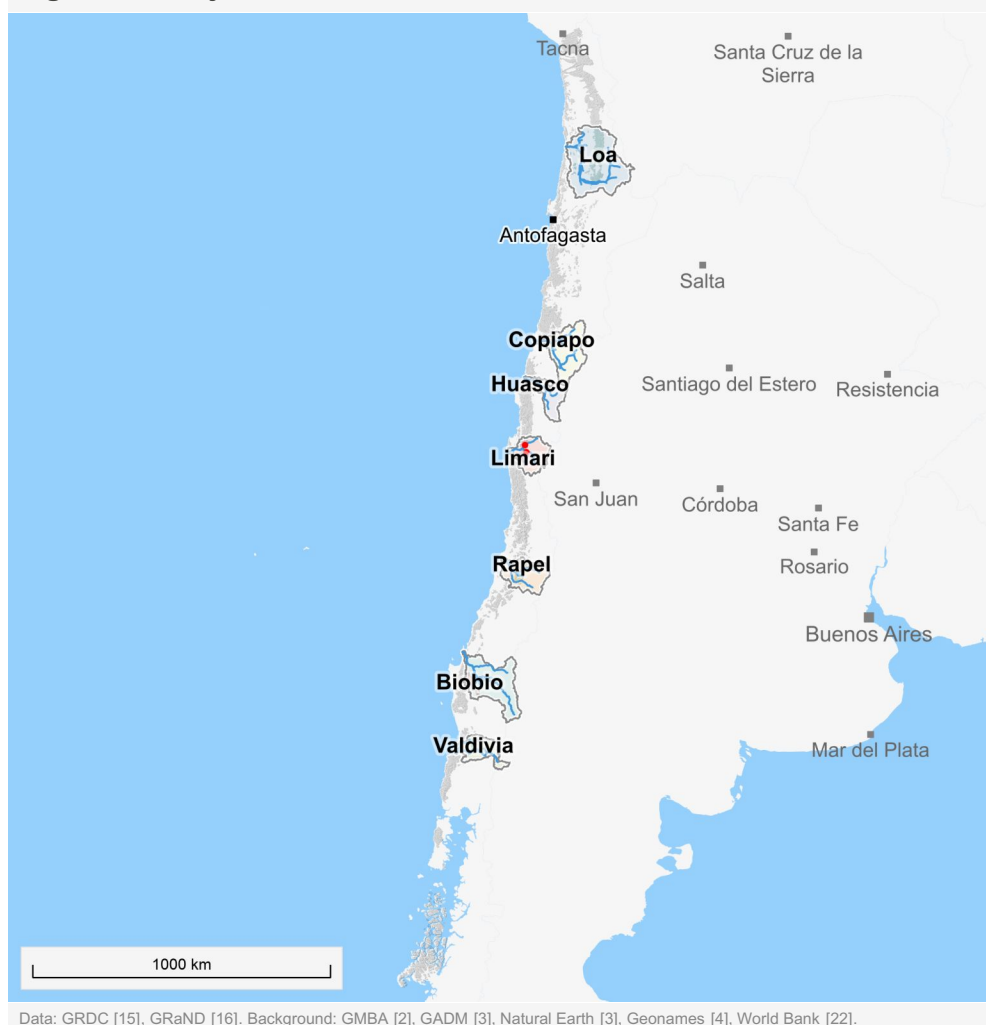 Tacna
Santa Cruz de la
Sierra
Loa
Antofagasta
Salta
Copiapo
Huasco
Santiago del Estero
Resistencia
Limari
San Juan
Córdoba
Santa Fe
Rapel
Rosario
Buenos Aires
Biobio
Valdivia
Mar del Plata
1000 km
Data: GRDC [15], GRanD [16]. Background: GMBA [2], GADM [3], Natural Earth [3], Geonames [4], World Bank [22].